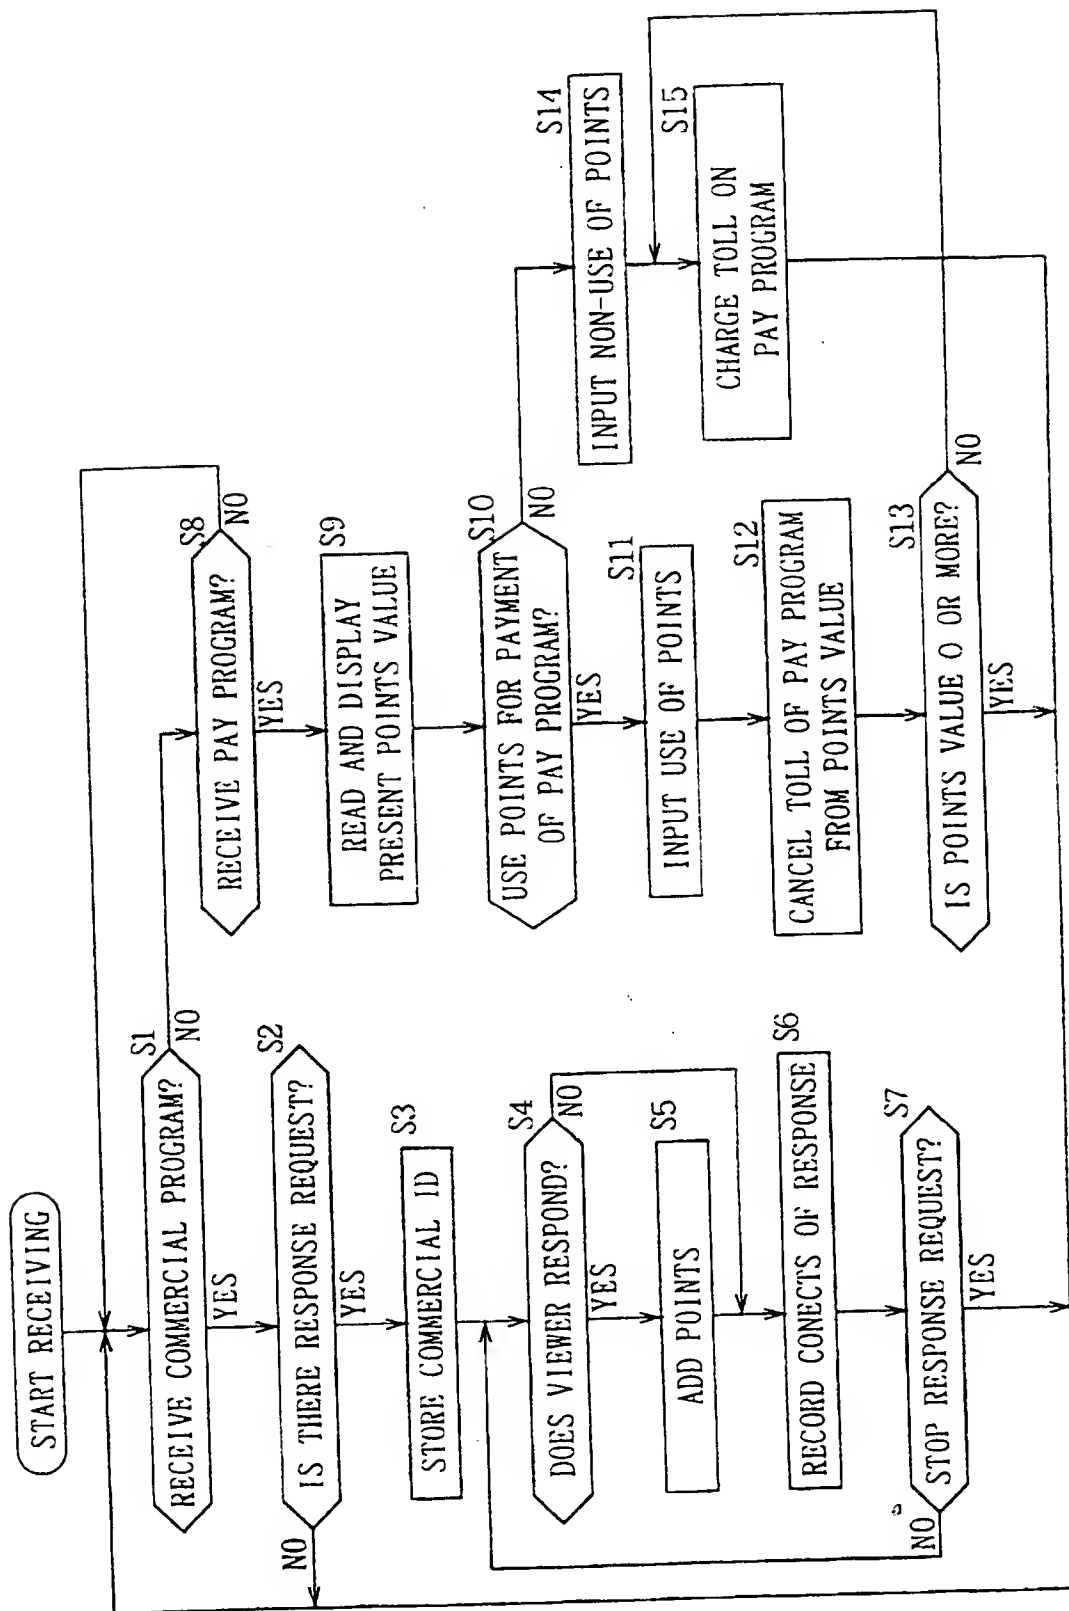 START RECEIVING
S1
RECEIVE COMMERCIAL PROGRAM?
NO
YES
S2
IS THERE RESPONSE REQUEST?
NO
YES
S3
STORE COMMERCIAL ID
S4
DOES VIEWER RESPOND?
NO
YES
S5
ADD POINTS
S6
RECORD CONECTS OF RESPONSE
S7
STOP RESPONSE REQUEST?
NO
YES
S8
RECEIVE PAY PROGRAM?
NO
YES
S9
READ AND DISPLAY
PRESENT POINTS VALUE
S10
USE POINTS FOR PAYMENT
OF PAY PROGRAM?
NO
YES
S11
INPUT USE OF POINTS
S12
CANCEL TOLL OF PAY PROGRAM
FROM POINTS VALUE
S13
IS POINTS VALUE O OR MORE?
NO
YES
S14
INPUT NON-USE OF POINTS
S15
CHARGE TOLL ON
PAY PROGRAM